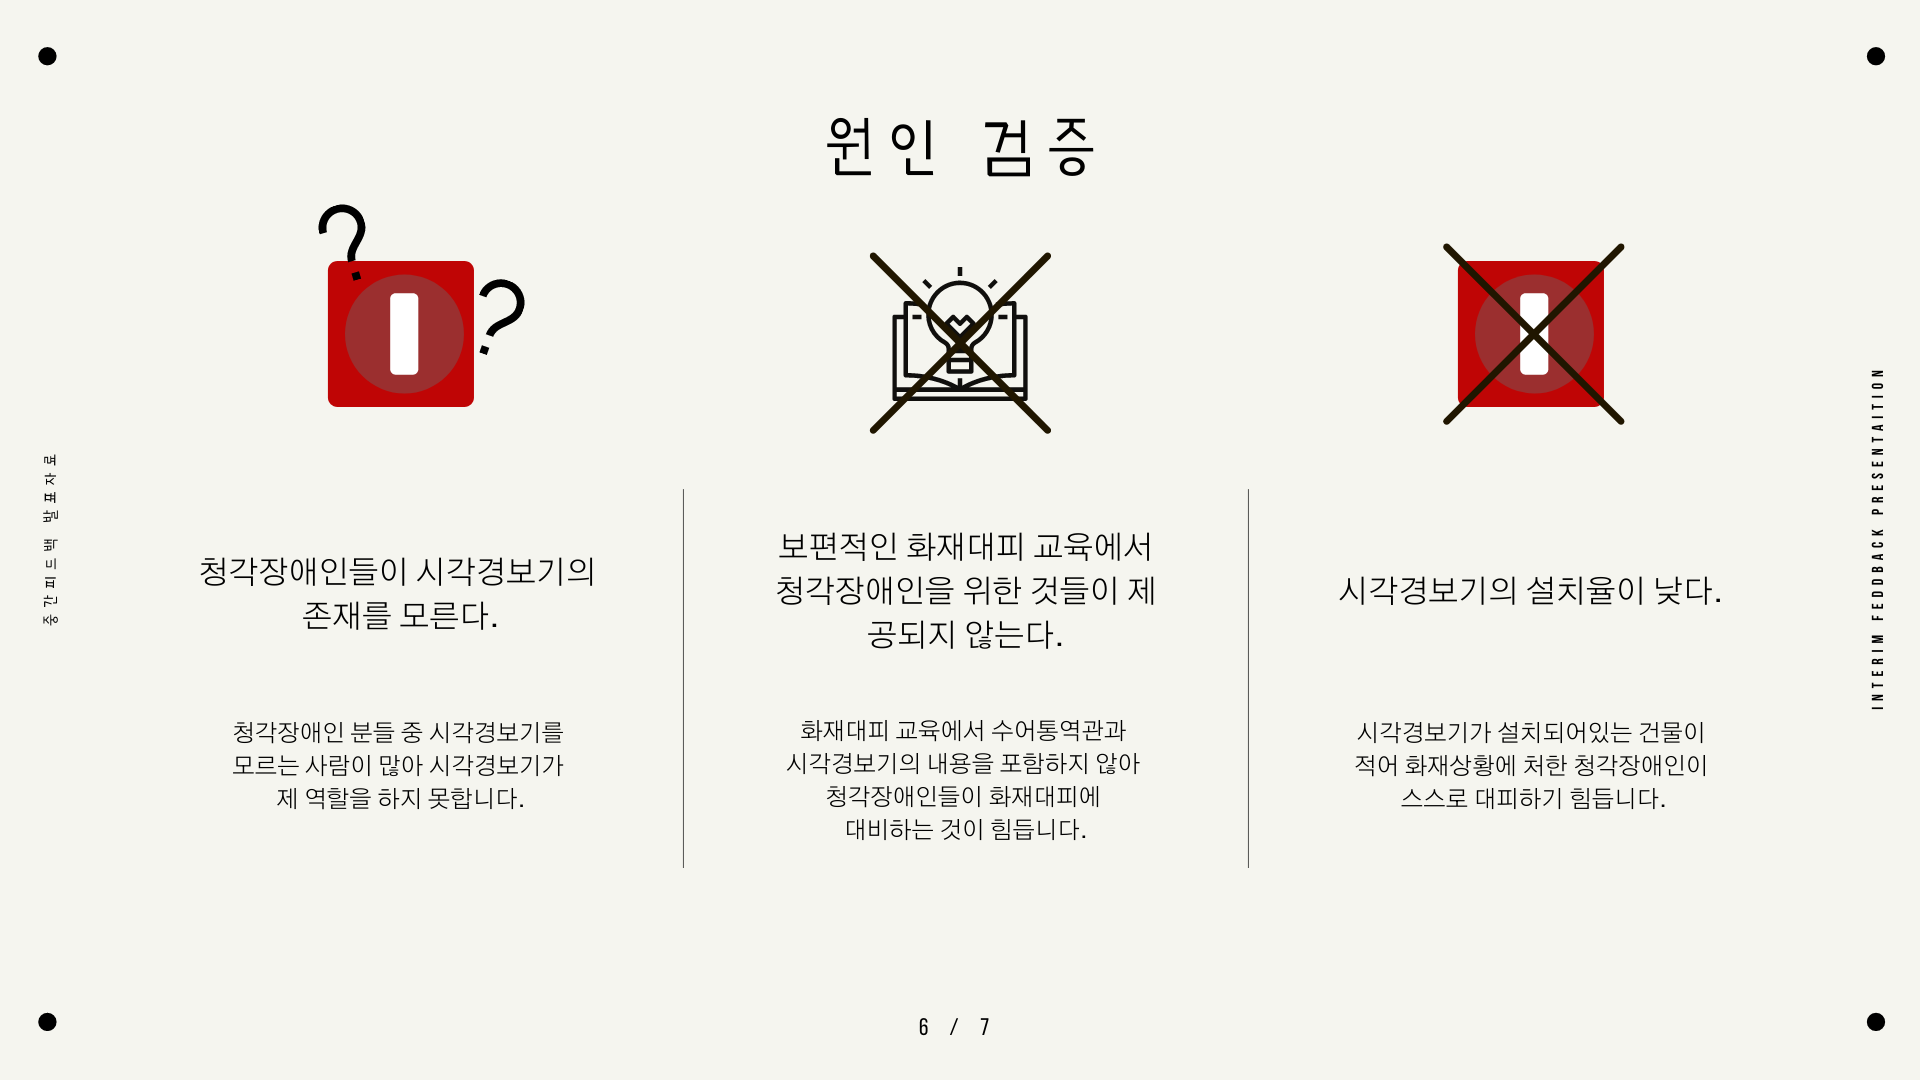 원인 검증
?
?
청각장애인들이 시각경보기의
존재를 모른다.
청각장애인 분들 중 시각경보기를
모르는 사람이 많아 시각경보기가
제 역할을 하지 못합니다.
보편적인 화재대피 교육에서
청각장애인을 위한 것들이 제
공되지 않는다.
화재대피 교육에서 수어통역관과
시각경보기의 내용을 포함하지 않아
청각장애인들이 화재대피에
대비하는 것이 힘듭니다.
시각경보기의 설치율이 낮다.
시각경보기가 설치되어있는 건물이
적어 화재상황에 처한 청각장애인이
스스로 대피하기 힘듭니다.
중간피드백 발표자료
INTERIM FEDDBACK PRESENTAITION
6 / 7